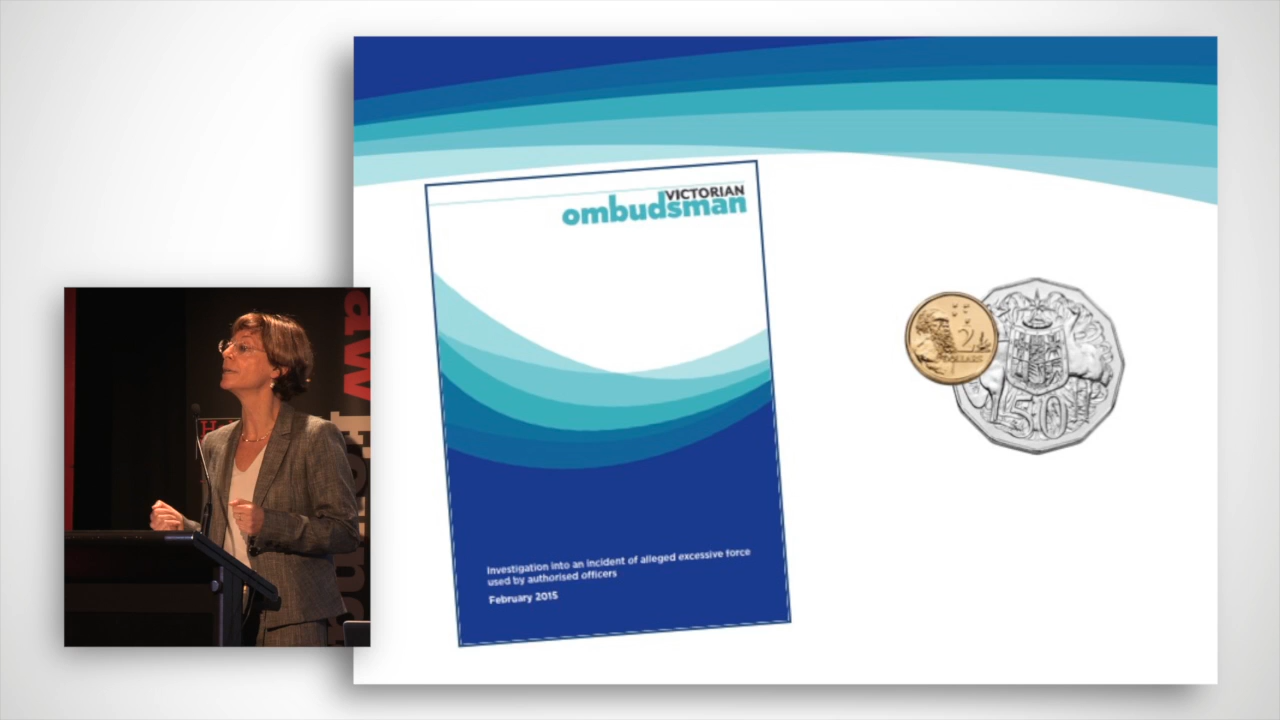 VICTORIAN
ombudsman
Investigation into an incident of alleged excessive force
used by authorised officers
February 2015
2
DOLLARS
50
aw
H